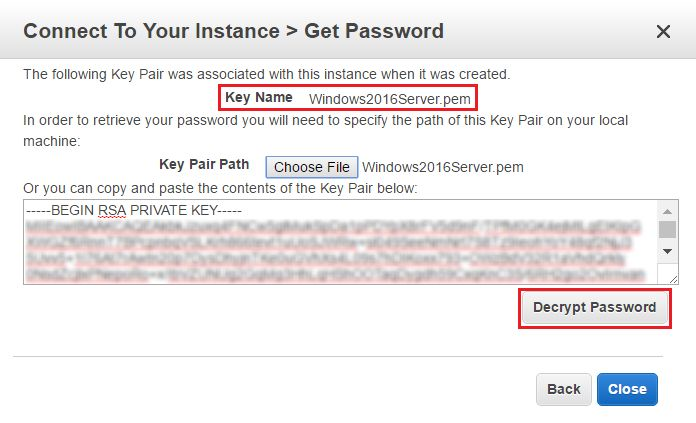 Connect To Your Instance > Get Password
The following Key Pair was associated with this instance when it was created.
Key Name Windows2016Server.pem
In order to retrieve your password you will need to specify the path of this Key Pair on your local
machine:
Key Pair Path Choose File Windows2016Server.pem
Or you can copy and paste the contents of the Key Pair below:
-----BEGIN RSA PRIVATE KEY-----
Decrypt Password
Back Close